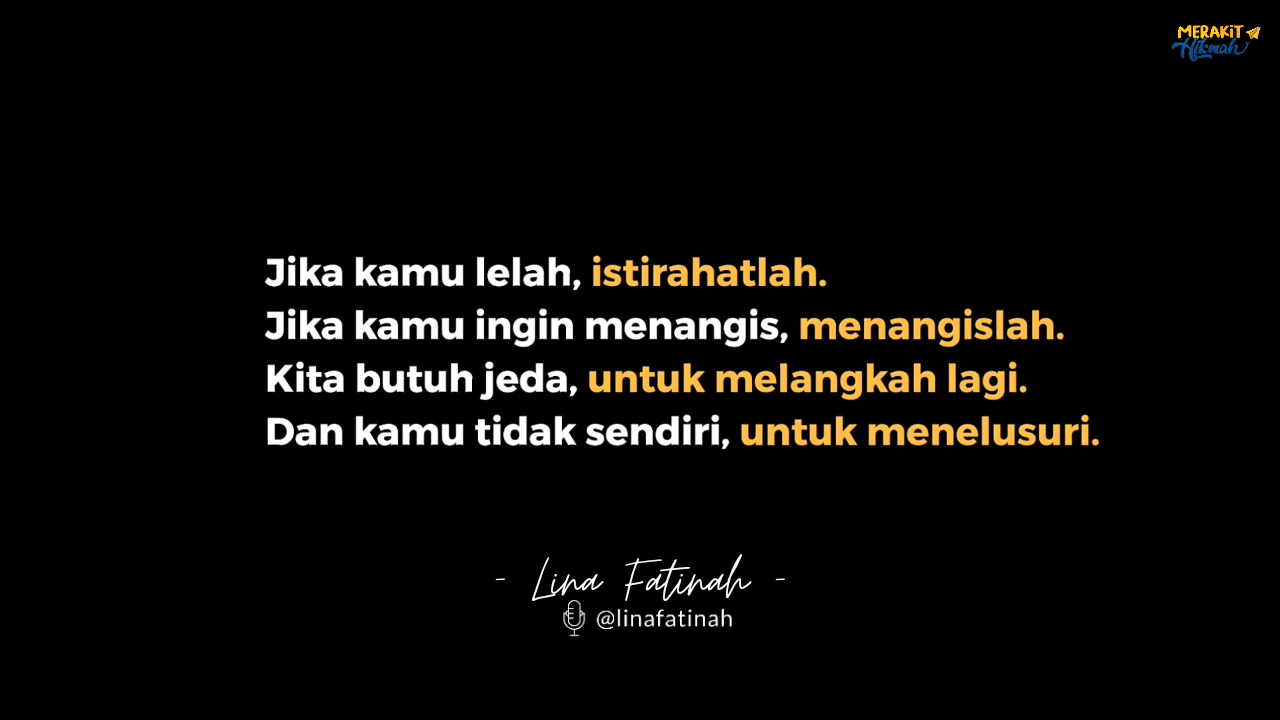 MERAKiT
Hikmah
Jika kamu lelah, istirahatlah.
Jika kamu ingin menangis, menangislah.
Kita butuh jeda, untuk melangkah lagi.
Dan kamu tidak sendiri, untuk menelusuri.
- Lina Fatinah -
@linafatinah